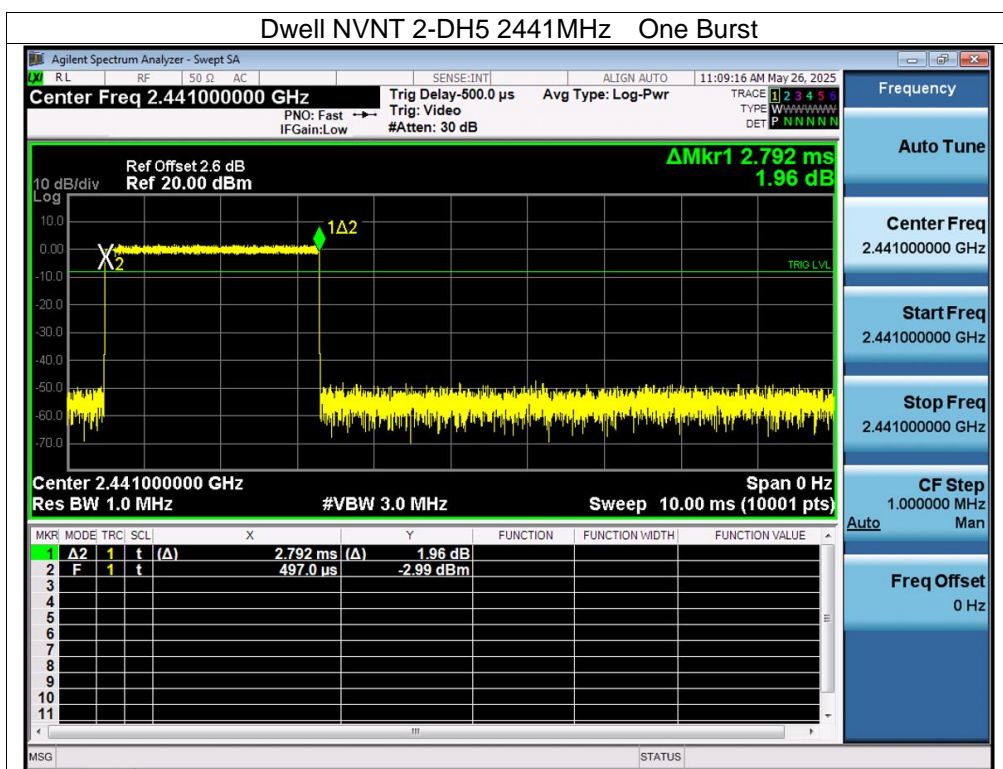 Dwell NVNT 2-DH5 2441MHz One Burst
Agilent Spectrum Analyzer - Swept SA
LXI RL RF 50 Ω AC SENSE:INT ALIGN AUTO 11:09:16 AM May 26, 2025
Center Freq 2.441000000 GHz Trig Delay-500.0 µs Avg Type: Log-Pwr TRACE 1 2 3 4 5 6
PNO: Fast Trig: Video TYPE WWWWWW
IFGain:Low #Atten: 30 dB DET P N N N N N
Frequency
Auto Tune
Center Freq
2.441000000 GHz
Start Freq
2.441000000 GHz
Stop Freq
2.441000000 GHz
CF Step
1.000000 MHz
Auto Man
Freq Offset
0 Hz
ΔMkr1 2.792 ms
1.96 dB
Ref Offset 2.6 dB
10 dB/div Ref 20.00 dBm
Log
10.0
0.00
-10.0
-20.0
-30.0
-40.0
-50.0
-60.0
-70.0
1Δ2
2
TRIG LVL
Center 2.441000000 GHz Span 0 Hz
Res BW 1.0 MHz #VBW 3.0 MHz Sweep 10.00 ms (10001 pts)
MKR MODE TRC SCL X Y FUNCTION FUNCTION WIDTH FUNCTION VALUE
1 Δ2 1 t (Δ) 2.792 ms (Δ) 1.96 dB
2 F 1 t 497.0 µs -2.99 dBm
3
4
5
6
7
8
9
10
11
MSG STATUS